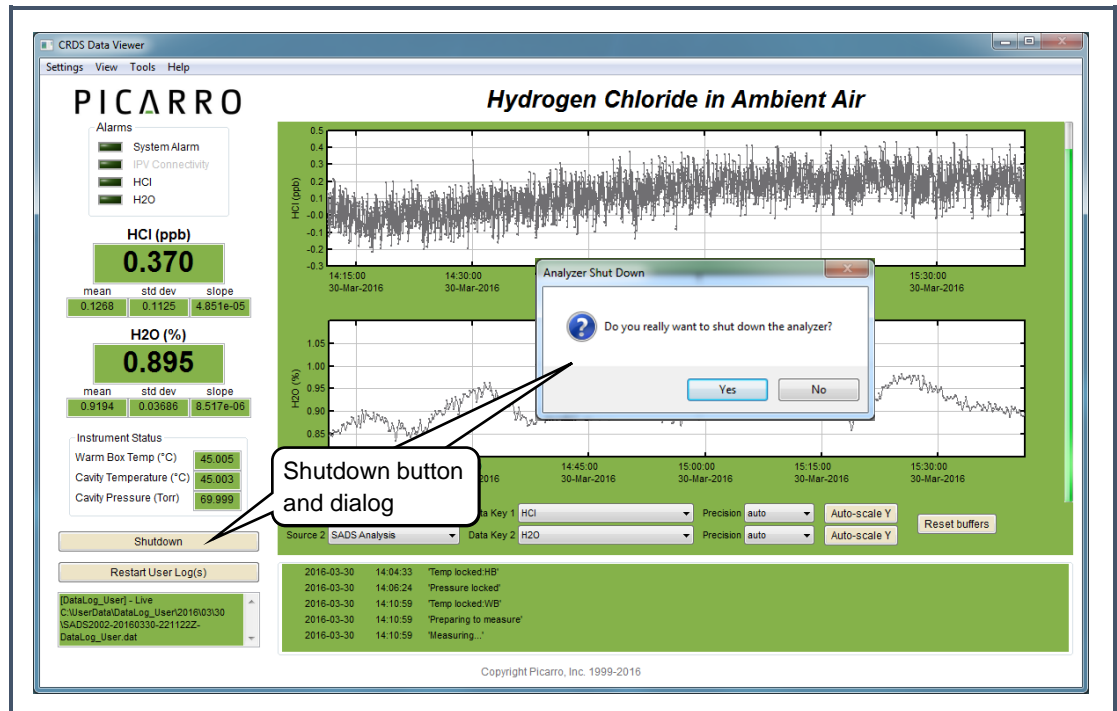 CRDS Data Viewer
Settings View Tools Help
PICARRO
Hydrogen Chloride in Ambient Air
Alarms
System Alarm
IPV Connectivity
HCl
H2O
HCl (ppb)
0.370
mean std dev slope
0.1268 0.1125 4.851e-05
H2O (%)
0.895
mean std dev slope
0.9194 0.03686 8.517e-06
Instrument Status
Warm Box Temp (°C) 45.005
Cavity Temperature (°C) 45.003
Cavity Pressure (Torr) 69.999
Shutdown
Restart User Log(s)
[DataLog_User] - Live
C:\UserData\DataLog_User\2016\03\30
\SADS2002-20160330-221122Z-
DataLog_User.dat
HCl (ppb)
0.5
0.4
0.3
0.2
0.1
-0.0
-0.1
-0.2
-0.3
14:15:00 14:30:00 15:30:00
30-Mar-2016 30-Mar-2016 30-Mar-2016
Analyzer Shut Down
Do you really want to shut down the analyzer?
Yes No
H2O (%)
1.05
1.00
0.95
0.90
0.85
14:45:00 15:00:00 15:15:00 15:30:00
2016 30-Mar-2016 30-Mar-2016 30-Mar-2016 30-Mar-2016
Shutdown button
and dialog
Data Key 1 HCl Precision auto Auto-scale Y
Source 2 SADS Analysis Data Key 2 H2O Precision auto Auto-scale Y
Reset buffers
2016-03-30 14:04:33 'Temp locked:HB'
2016-03-30 14:06:24 'Pressure locked'
2016-03-30 14:10:59 'Temp locked:WB'
2016-03-30 14:10:59 'Preparing to measure'
2016-03-30 14:10:59 'Measuring...'
Copyright Picarro, Inc. 1999-2016